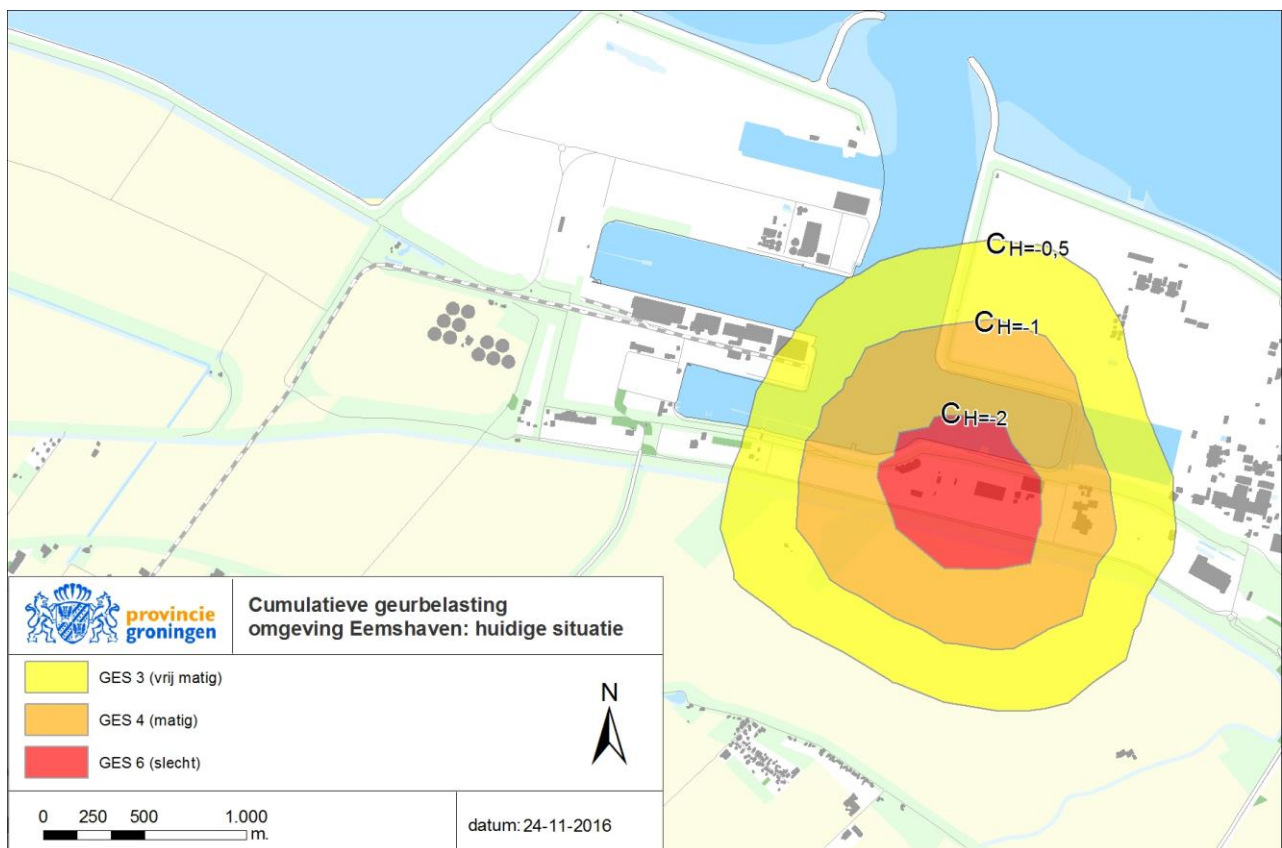 CH=-0,5
CH=-1
CH=-2
provincie
groningen
Cumulatieve geurbelasting
omgeving Eemshaven: huidige situatie
GES 3 (vrij matig)
GES 4 (matig)
GES 6 (slecht)
N
0 250 500 1.000
m.
datum: 24-11-2016